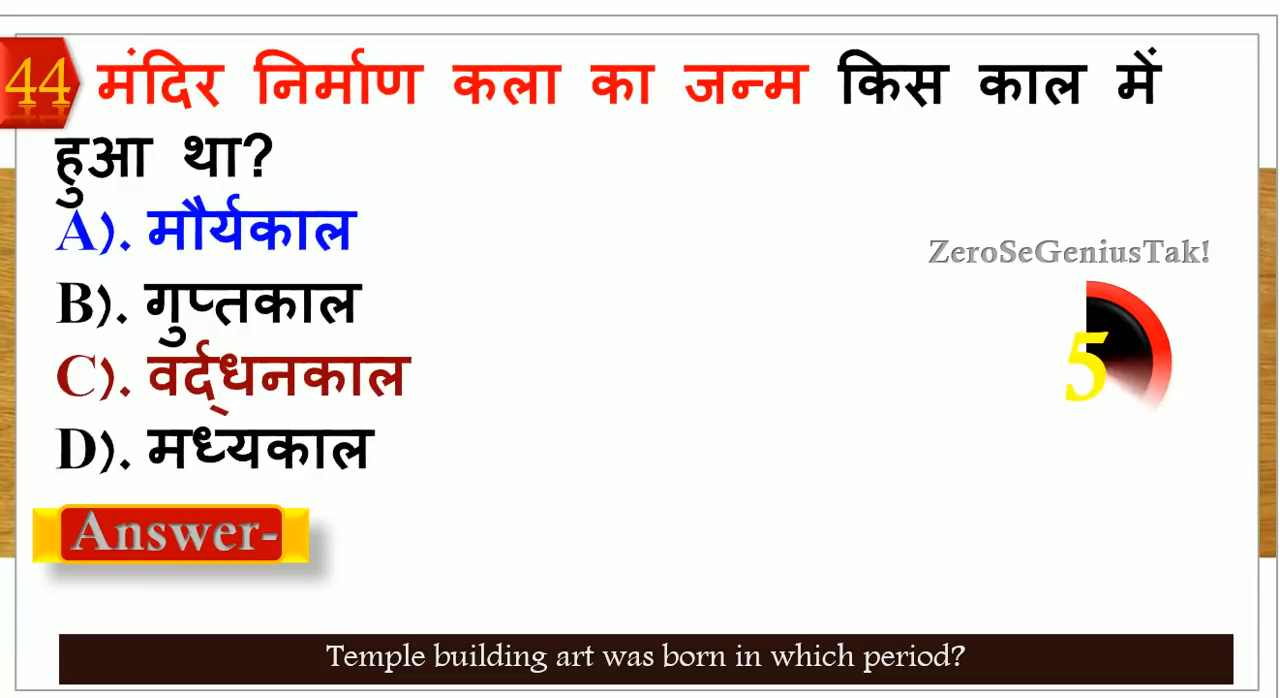 44 मंदिर निर्माण कला का जन्म किस काल में
हुआ था?
A). मौर्यकाल
ZeroSeGeniusTak!
B). गुप्तकाल
5
C). वर्द्धनकाल
D). मध्यकाल
Answer-
Temple building art was born in which period?